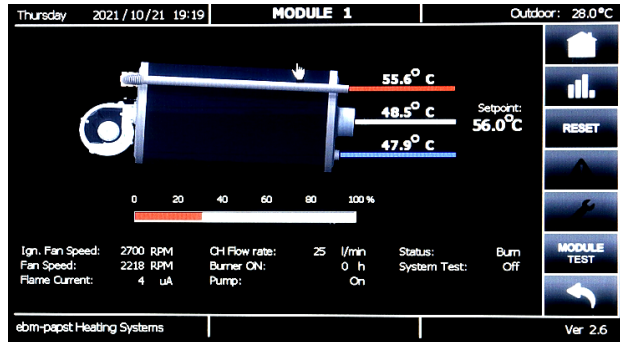 Thursday 2021/10/21 19:19 MODULE 1 Outdoor: 28.0°C
55.6° C
48.5° C
47.9° C
Setpoint:
56.0°C
RESET
0 20 40 60 80 100 %
Ign. Fan Speed: 2700 RPM CH Flow rate: 25 l/min Status: Burn
Fan Speed: 2218 RPM Burner ON: 0 h System Test: Off
Flame Current: 4 uA Pump: On
MODULE
TEST
ebm-papst Heating Systems Ver 2.6